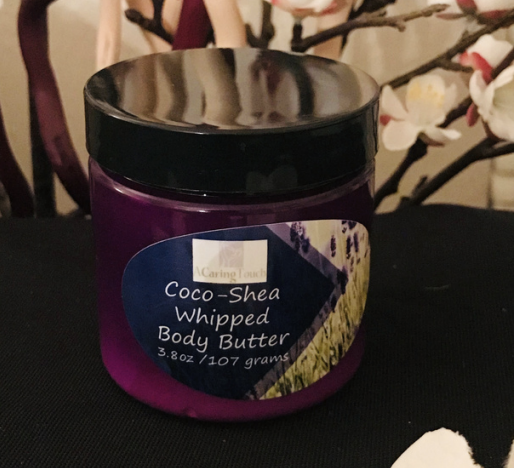 A Caring Touch
Coco-Shea
Whipped
Body Butter
3.8oz /107 grams